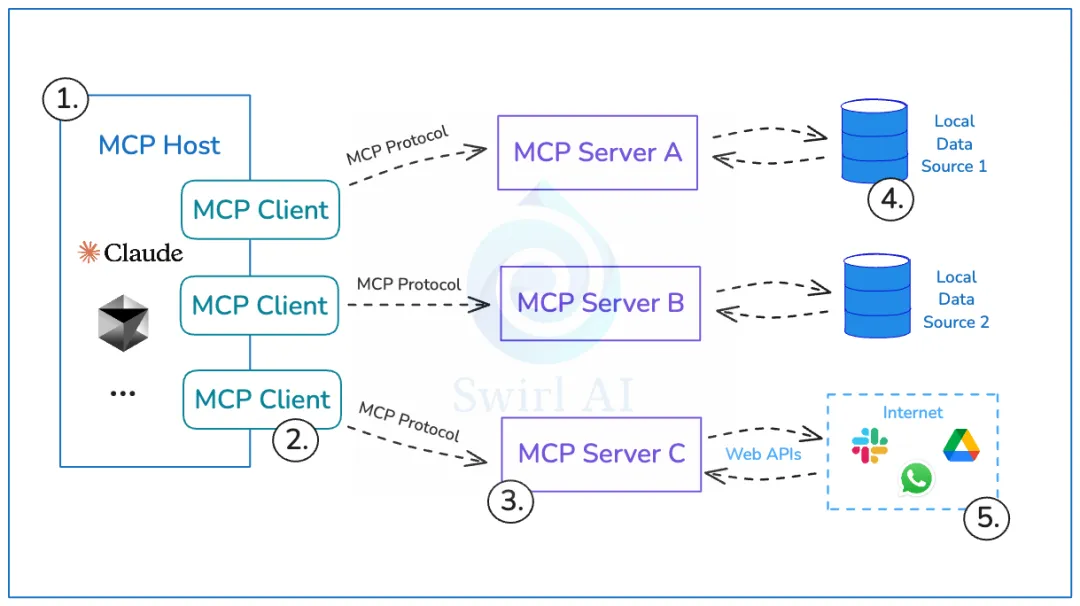 1.
MCP Host
MCP Client
Claude
MCP Client
...
MCP Client
2.
MCP Protocol
MCP Protocol
MCP Protocol
MCP Server A
MCP Server B
MCP Server C
3.
Swirl AI
Local
Data
Source 1
4.
Local
Data
Source 2
Web APIs
Internet
5.